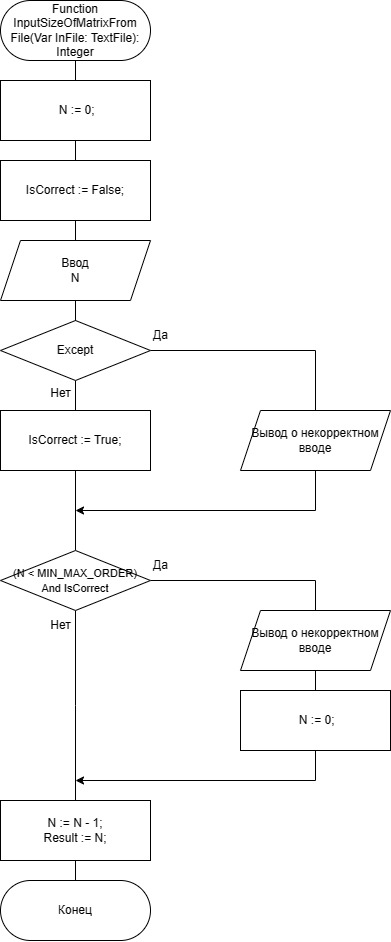 Function
InputSizeOfMatrixFrom
File(Var InFile: TextFile):
Integer
N := 0;
IsCorrect := False;
Ввод
N
Except
Да
Нет
IsCorrect := True;
Вывод о некорректном
вводе
(N < MIN_MAX_ORDER)
And IsCorrect
Да
Нет
Вывод о некорректном
вводе
N := 0;
N := N - 1;
Result := N;
Конец